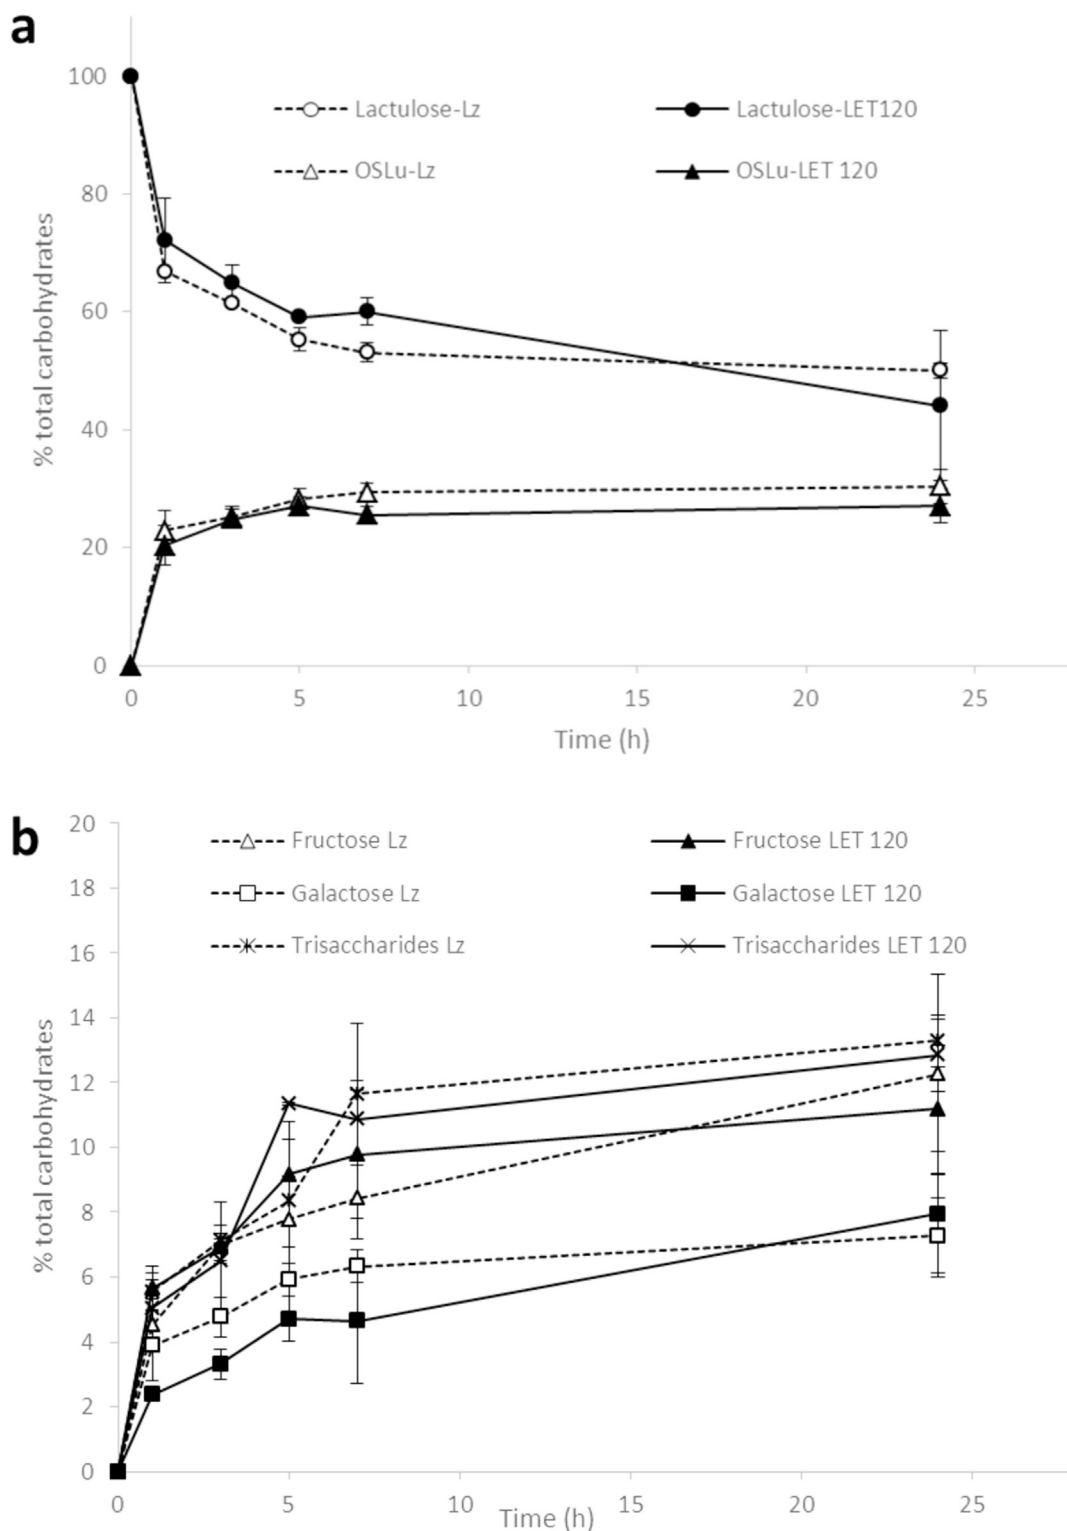 a
100
80
60
40
20
0
% total carbohydrates
Lactulose-Lz
Lactulose-LET120
OSLu-Lz
OSLu-LET 120
0 5 10 15 20 25
Time (h)
b
20
18
16
14
12
10
8
6
4
2
0
% total carbohydrates
Fructose Lz
Fructose LET 120
Galactose Lz
Galactose LET 120
Trisaccharides Lz
Trisaccharides LET 120
0 5 10 15 20 25
Time (h)